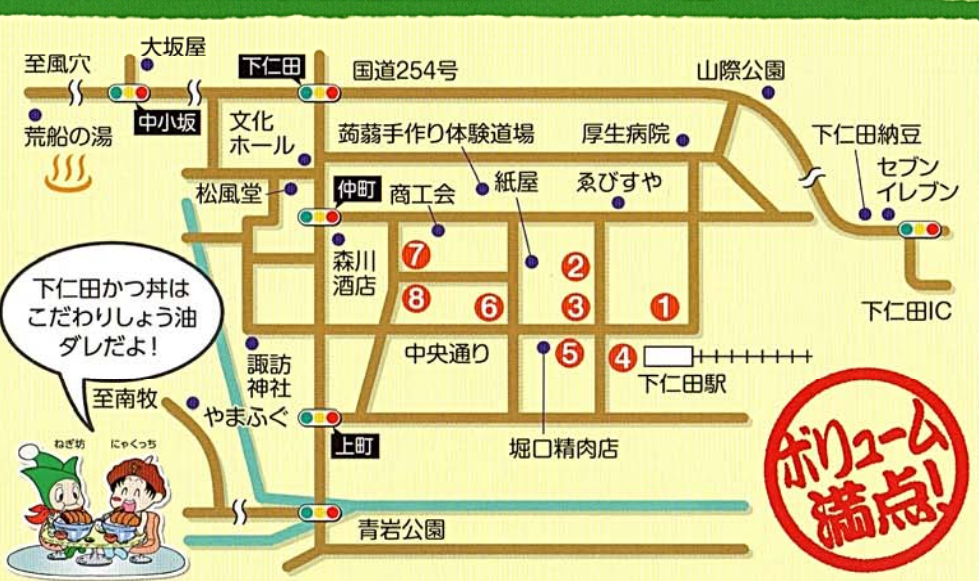 至風穴
大坂屋
下仁田
国道254号
山際公園
荒船の湯
中小坂
文化
ホール
蒟蒻手作り体験道場
厚生病院
下仁田納豆
セブン
イレブン
松風堂
仲町
商工会
紙屋
ゑびすや
森川
酒店
7
2
8
6
3
1
下仁田IC
下仁田かつ丼は
こだわりしょう油
ダレだよ!
諏訪
神社
中央通り
5
4
下仁田駅
至南牧
やまふぐ
上町
堀口精肉店
ボリューム
満点!
ねぎ坊
にゃくっち
青岩公園